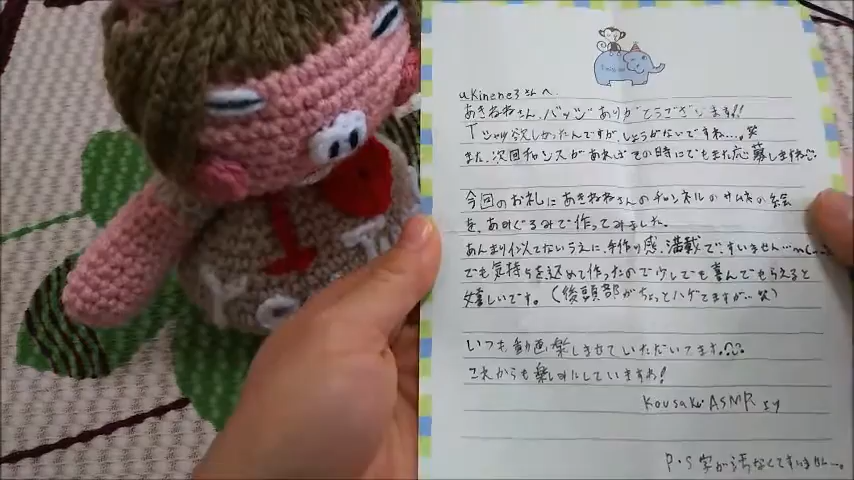 akinene3さんへ
あきねねさん、バッジありがとうございます!!
Tシャツ欲しかったんですが、しょうがないですね...笑
また、次回チャンスがあればその時にでもまた応募しますね
今回のお礼にあきねねさんのチャンネルのサムネの絵
を、あみぐるみで作ってみました。
あんまり似てないうえに、手作り感、満載で、すいません…m(
でも気持ちを込めて作ったので少しでも喜んでもらえると
嬉しいです。(後頭部がちょっとハゲてますが..笑)
いつも動画楽しませていただいてます。
これからも楽しみにしていますね!
Kousaku ASMR より
P.S 字が汚なくてすいません…。
I
YO